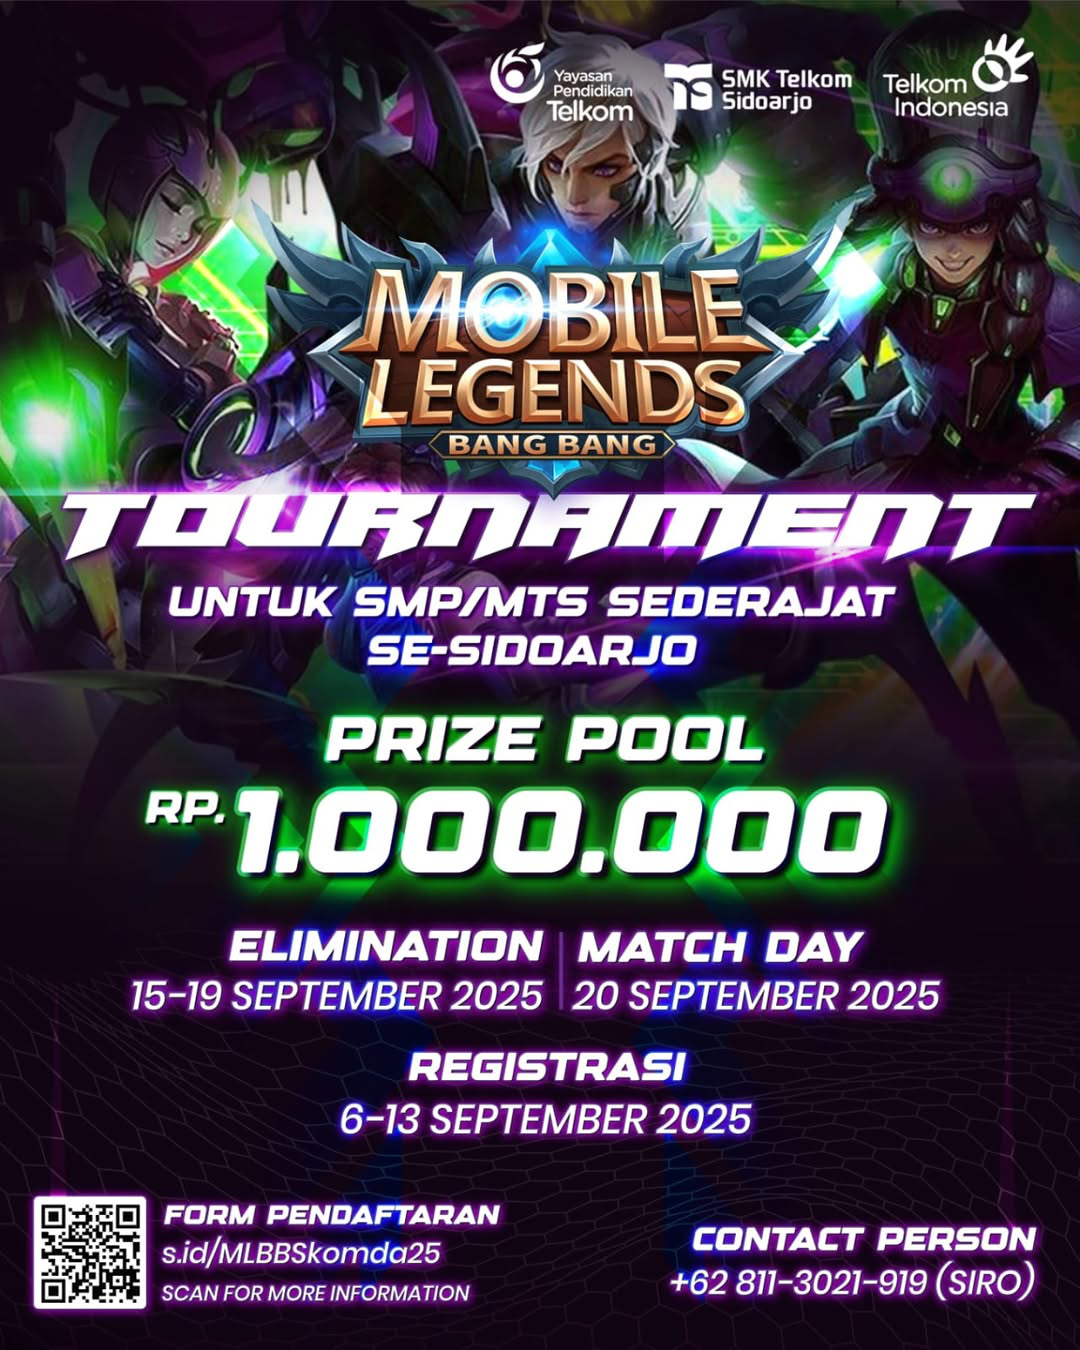 Yayasan
Pendidikan
Telkom
SMK Telkom
Sidoarjo
Telkom
Indonesia
MOBILE
LEGENDS
BANG BANG
TOURNAMENT
UNTUK SMP/MTS SEDERAJAT
SE-SIDOARJO
PRIZE POOL
RP. 1.000.000
ELIMINATION
15-19 SEPTEMBER 2025
MATCH DAY
20 SEPTEMBER 2025
REGISTRASI
6-13 SEPTEMBER 2025
FORM PENDAFTARAN
s.id/MLBBSkomda25
SCAN FOR MORE INFORMATION
CONTACT PERSON
+62 811-3021-919 (SIRO)